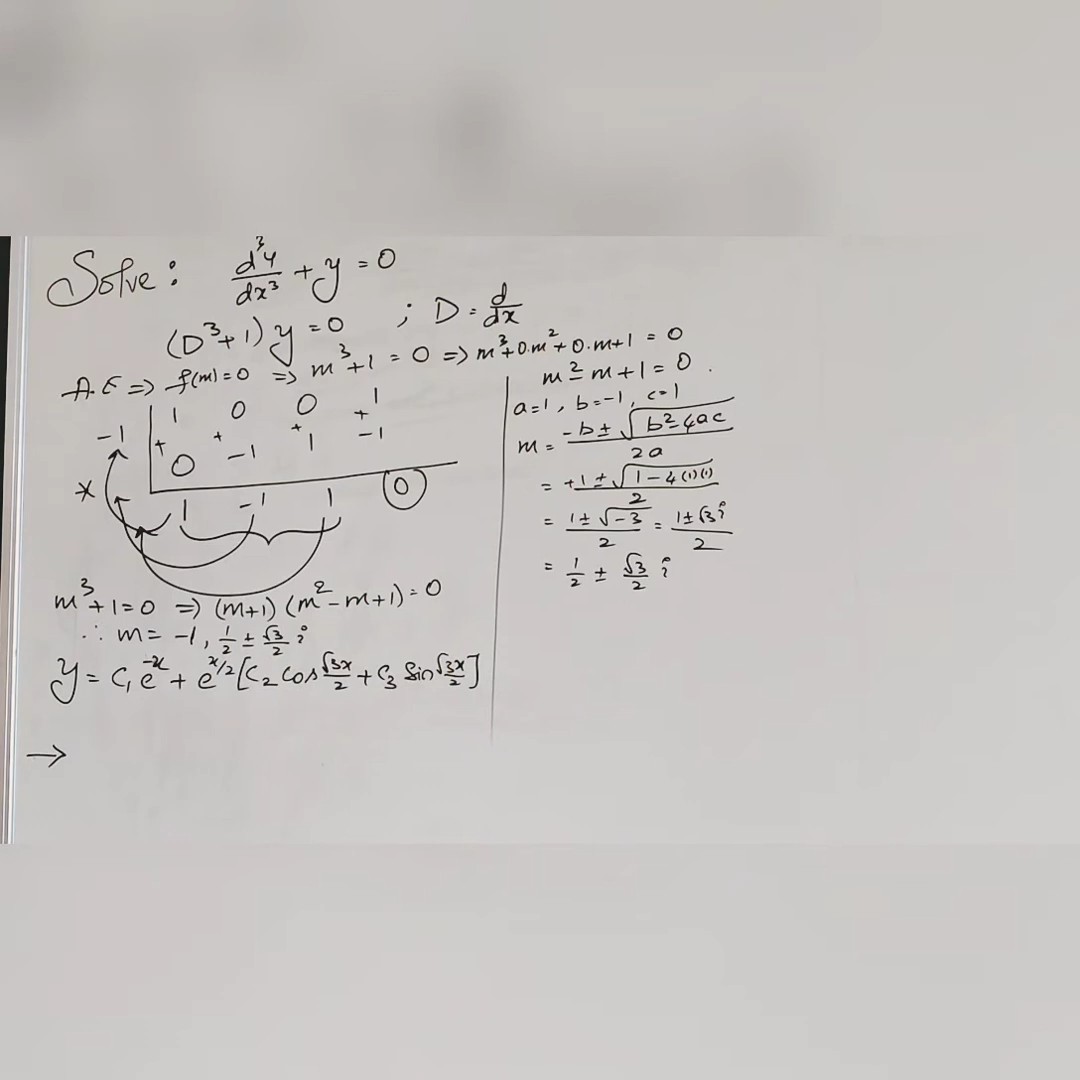 Solve: d³y/dx³ + y = 0
(D³+1) y = 0 ; D = d/dx
A.E => f(m)=0 => m³+1 = 0 => m³+0.m²+0.m+1 = 0
-1 | 1 0 0 +1
+ 0 + -1 + 1 -1
* 1 -1 1 0
m³+1=0 => (m+1)(m²-m+1)=0
∴ m = -1, 1/2 ± √3/2 i
y = C₁e^-x + e^x/2 [C₂ cos √3x/2 + C₃ Sin √3x/2]
→
m²-m+1=0.
a=1, b=-1, c=1
m = -b ± √b²-4ac / 2a
= +1 ± √1-4(1)(1) / 2
= 1±√-3 / 2 = 1±√3i / 2
= 1/2 ± √3/2 i